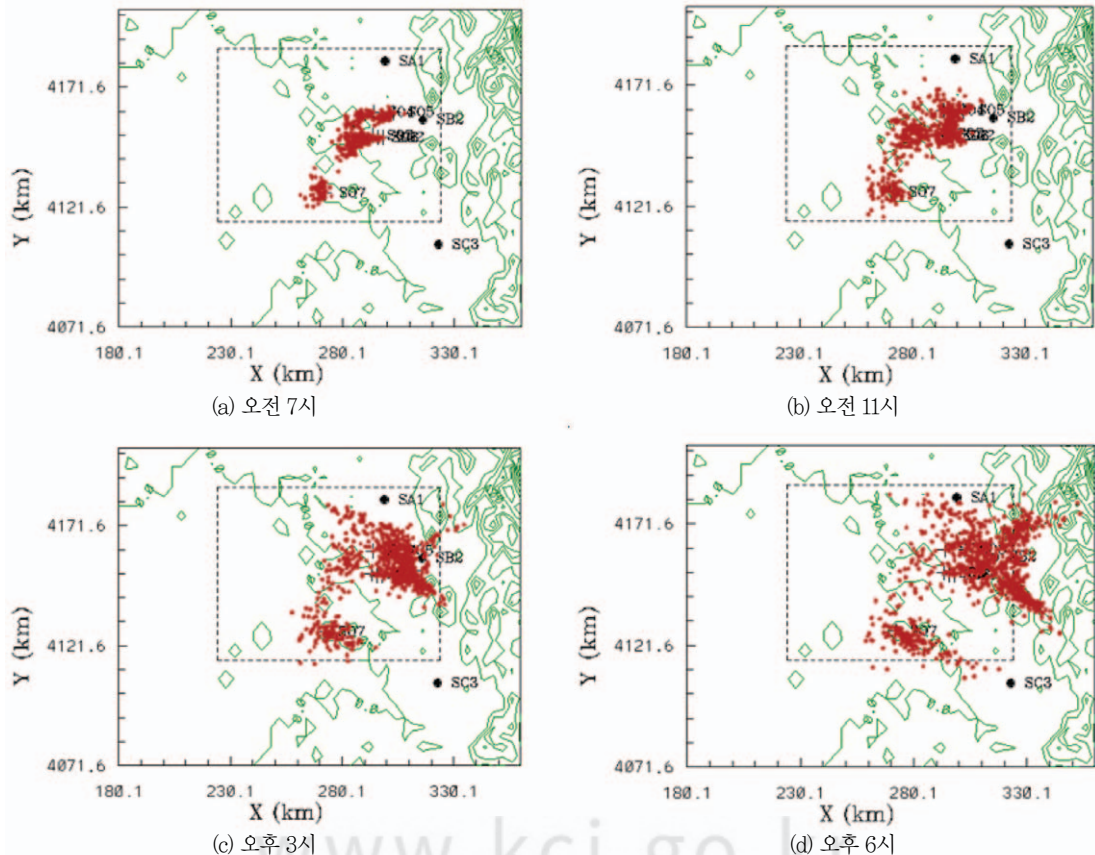 4171.6
4121.6
4071.6
Y (km)
180.1
230.1
280.1
330.1
X (km)
SA1
SB2
SC3
SQ7
(a) 오전 7시
4171.6
4121.6
4071.6
Y (km)
180.1
230.1
280.1
330.1
X (km)
SA1
SB2
SC3
SQ7
(b) 오전 11시
4171.6
4121.6
4071.6
Y (km)
180.1
230.1
280.1
330.1
X (km)
SA1
SB2
SC3
(c) 오후 3시
4171.6
4121.6
4071.6
Y (km)
180.1
230.1
280.1
330.1
X (km)
SA1
SC3
(d) 오후 6시